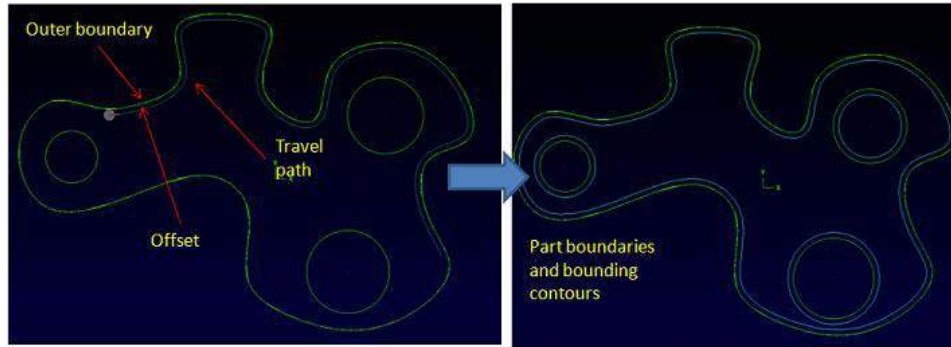 Outer boundary
Travel
path
Offset
Part boundaries
and bounding
contours
Y
X